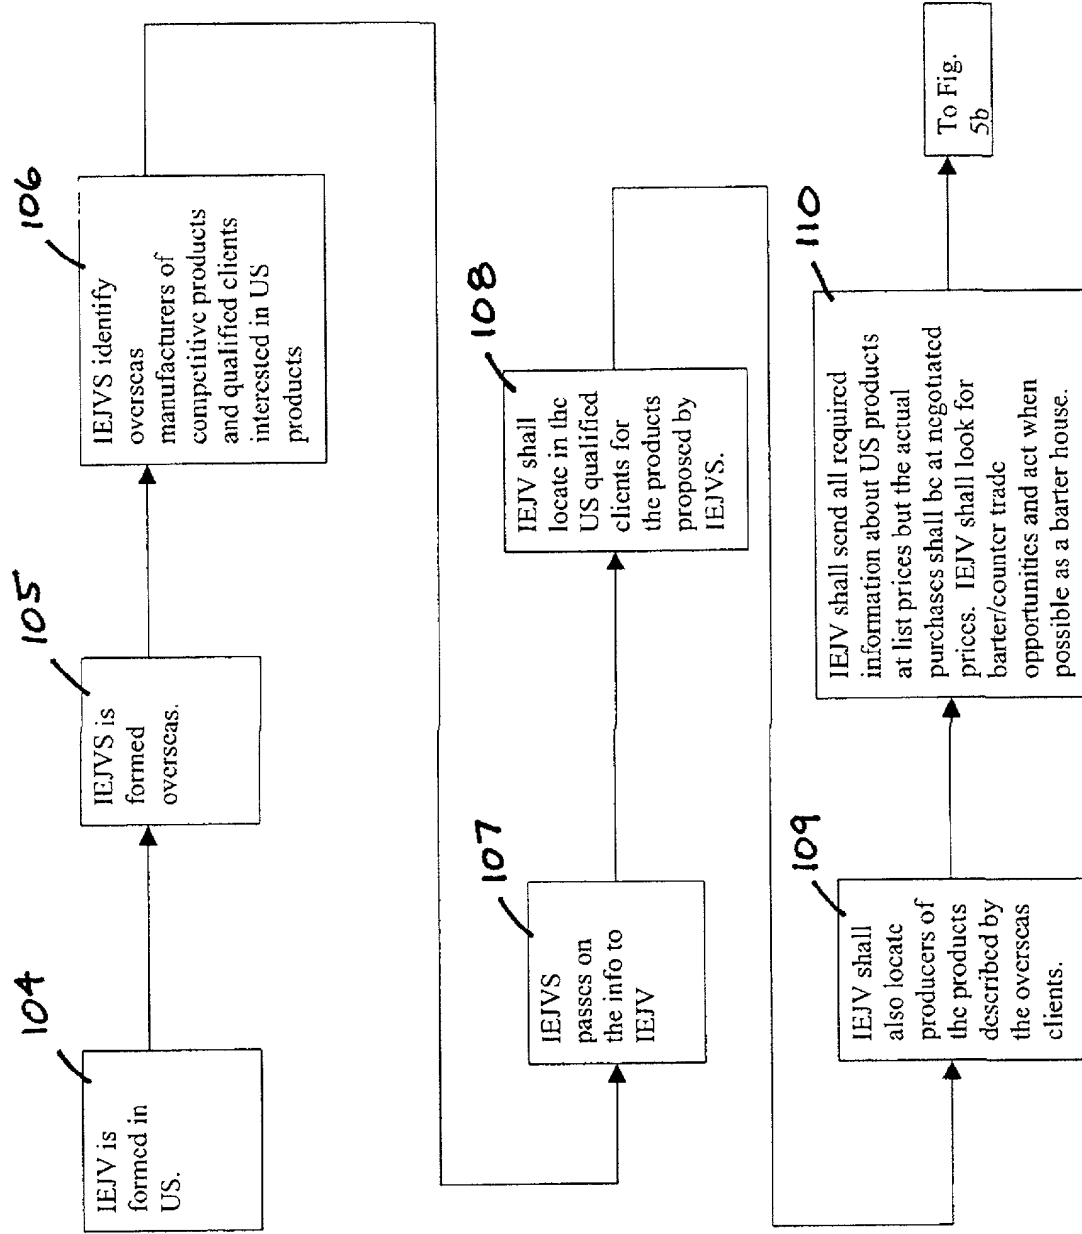 104
IEJV is
formed in
US.
105
IEJVS is
formed
overseas.
106
IEJVS identify
overseas
manufacturers of
competitive products
and qualified clients
interested in US
products
107
IEJVS
passes on
the info to
IEJV
108
IEJV shall
locate in the
US qualified
clients for
the products
proposed by
IEJVS.
109
IEJV shall
also locate
producers of
the products
described by
the overseas
clients.
110
IEJV shall send all required
information about US products
at list prices but the actual
purchases shall be at negotiated
prices. IEJV shall look for
barter/counter trade
opportunities and act when
possible as a barter house.
To Fig.
5b